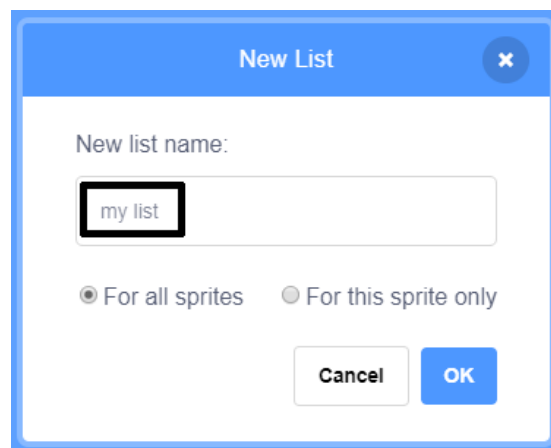 New List
New list name:
my list
For all sprites For this sprite only
Cancel OK